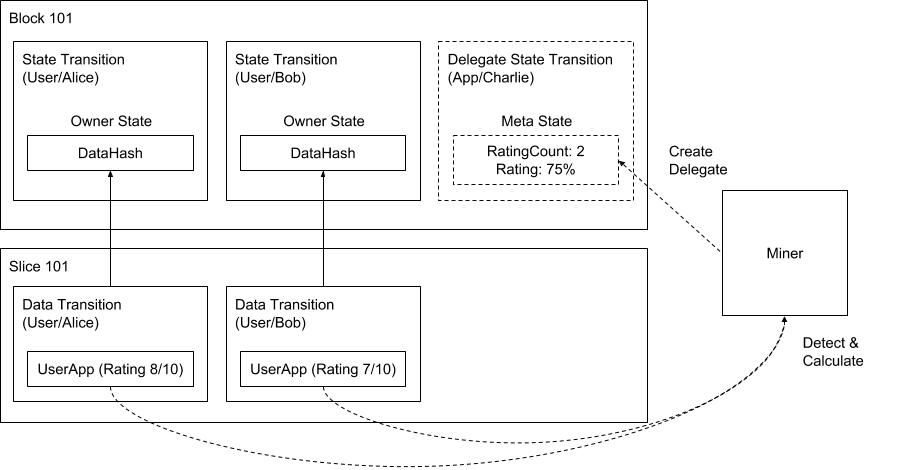 Block 101
State Transition
(User/Alice)
Owner State
DataHash
State Transition
(User/Bob)
Owner State
DataHash
Delegate State Transition
(App/Charlie)
Meta State
RatingCount: 2
Rating: 75%
Create
Delegate
Miner
Slice 101
Data Transition
(User/Alice)
UserApp (Rating 8/10)
Data Transition
(User/Bob)
UserApp (Rating 7/10)
Detect &
Calculate